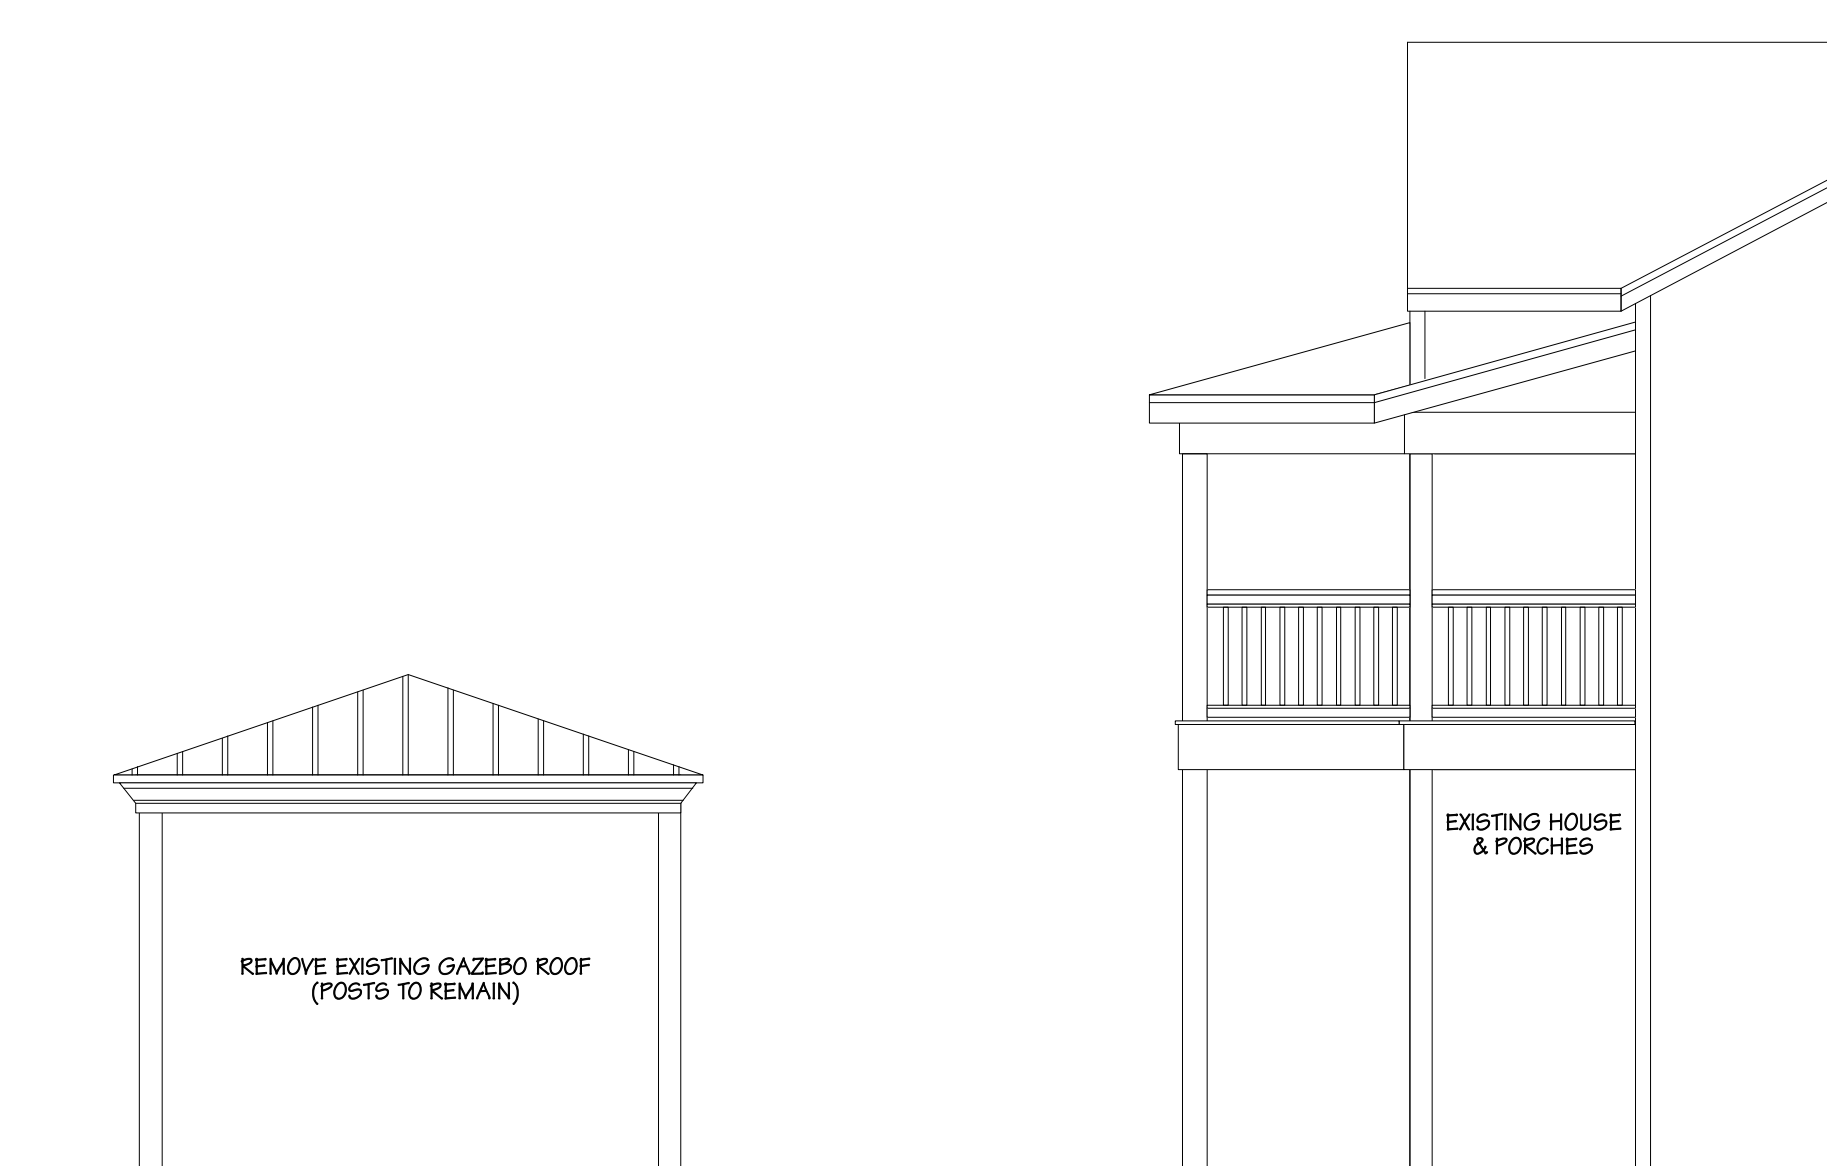 EXISTING HOUSE
& PORCHES
REMOVE EXISTING GAZEBO ROOF
(POSTS TO REMAIN)